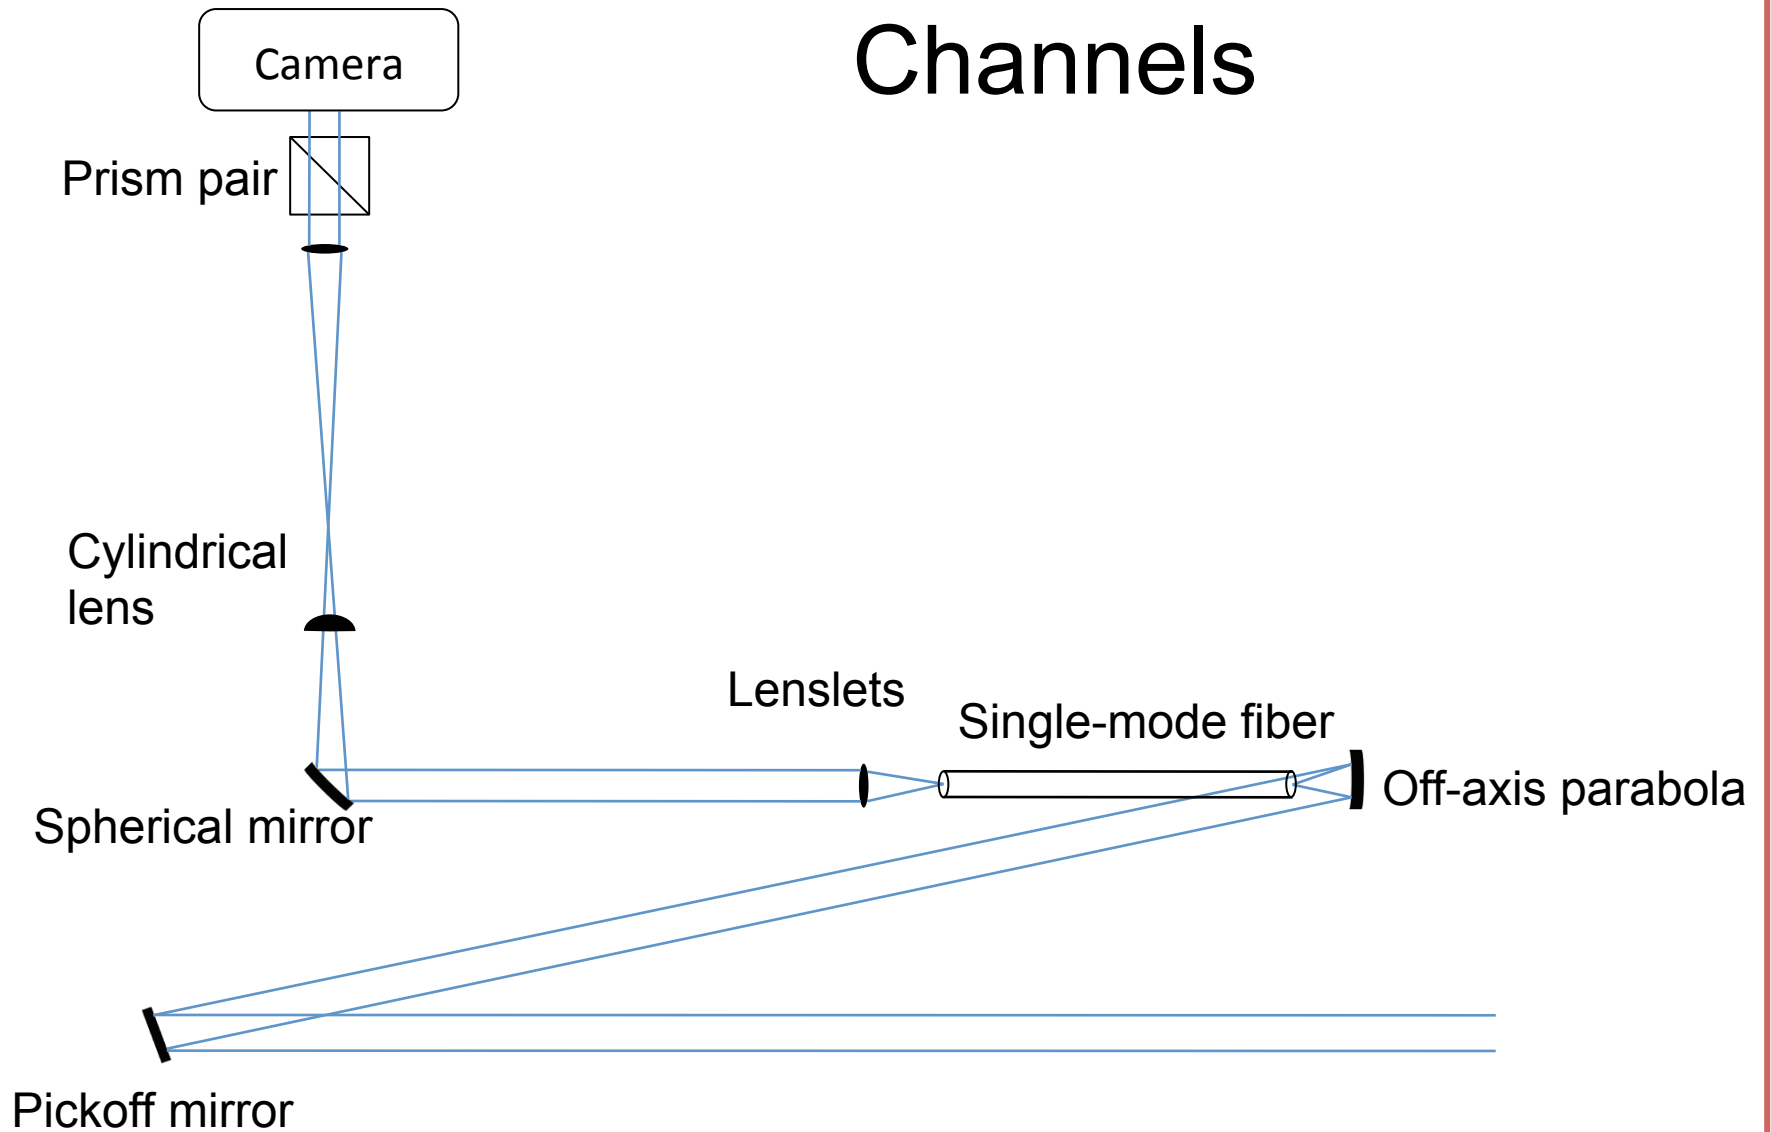 Channels
Camera
Prism pair
Cylindrical
lens
Lenslets
Single-mode fiber
Off-axis parabola
Spherical mirror
Pickoff mirror